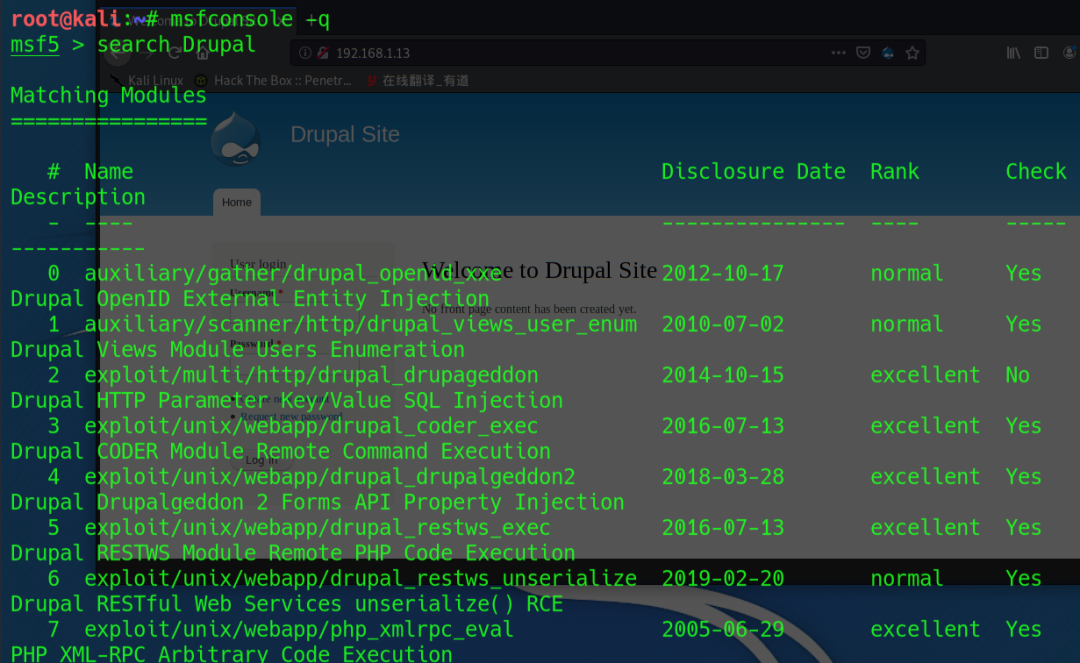 root@kali:~# msfconsole -q
msf5 > search Drupal
192.168.1.13
Kali Linux Hack The Box :: Penetr... 在线翻译_有道
Matching Modules
================
Drupal Site
# Name Disclosure Date Rank Check
Description
Home
- ---- --------------- ---- -----
-----------
User login
Welcome to Drupal Site
0 auxiliary/gather/drupal_openid_xxe 2012-10-17 normal Yes
Username *
Drupal OpenID External Entity Injection
No front page content has been created yet.
1 auxiliary/scanner/http/drupal_views_user_enum 2010-07-02 normal Yes
Password *
Drupal Views Module Users Enumeration
2 exploit/multi/http/drupal_drupageddon 2014-10-15 excellent No
Drupal HTTP Parameter Key/Value SQL Injection
Request new password
3 exploit/unix/webapp/drupal_coder_exec 2016-07-13 excellent Yes
Drupal CODER Module Remote Command Execution
Log in
4 exploit/unix/webapp/drupal_drupalgeddon2 2018-03-28 excellent Yes
Drupal Drupalgeddon 2 Forms API Property Injection
5 exploit/unix/webapp/drupal_restws_exec 2016-07-13 excellent Yes
Drupal RESTWS Module Remote PHP Code Execution
6 exploit/unix/webapp/drupal_restws_unserialize 2019-02-20 normal Yes
Drupal RESTful Web Services unserialize() RCE
7 exploit/unix/webapp/php_xmlrpc_eval 2005-06-29 excellent Yes
PHP XML-RPC Arbitrary Code Execution